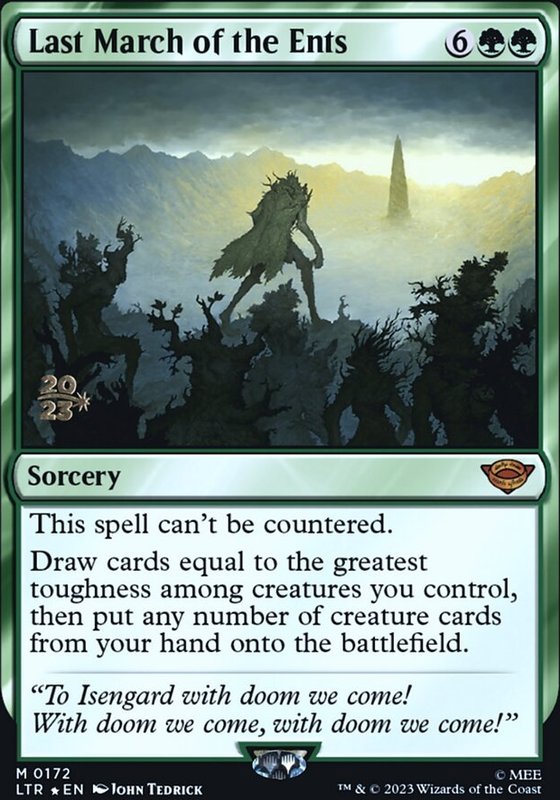 Last March of the Ents 6
20
23
Sorcery
This spell can't be countered.
Draw cards equal to the greatest
toughness among creatures you control,
then put any number of creature cards
from your hand onto the battlefield.
"To Isengard with doom we come!
With doom we come, with doom we come!"
M 0172
LTR ★ EN John Tedrick
© MEE
™ & © 2023 Wizards of the Coast